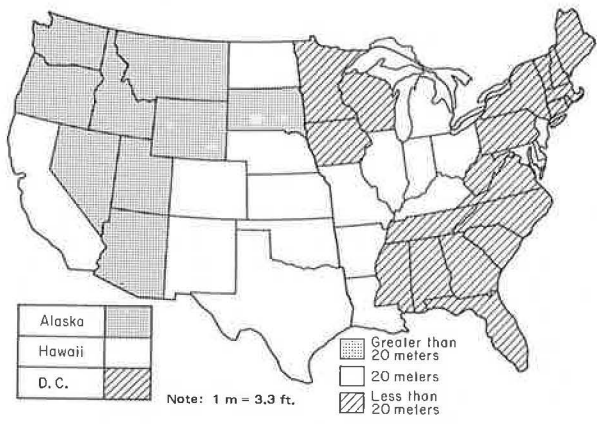 Alaska
Hawaii
D.C.
Note: 1 m = 3.3 ft.
Greater than
20 meters
20 meters
Less than
20 meters